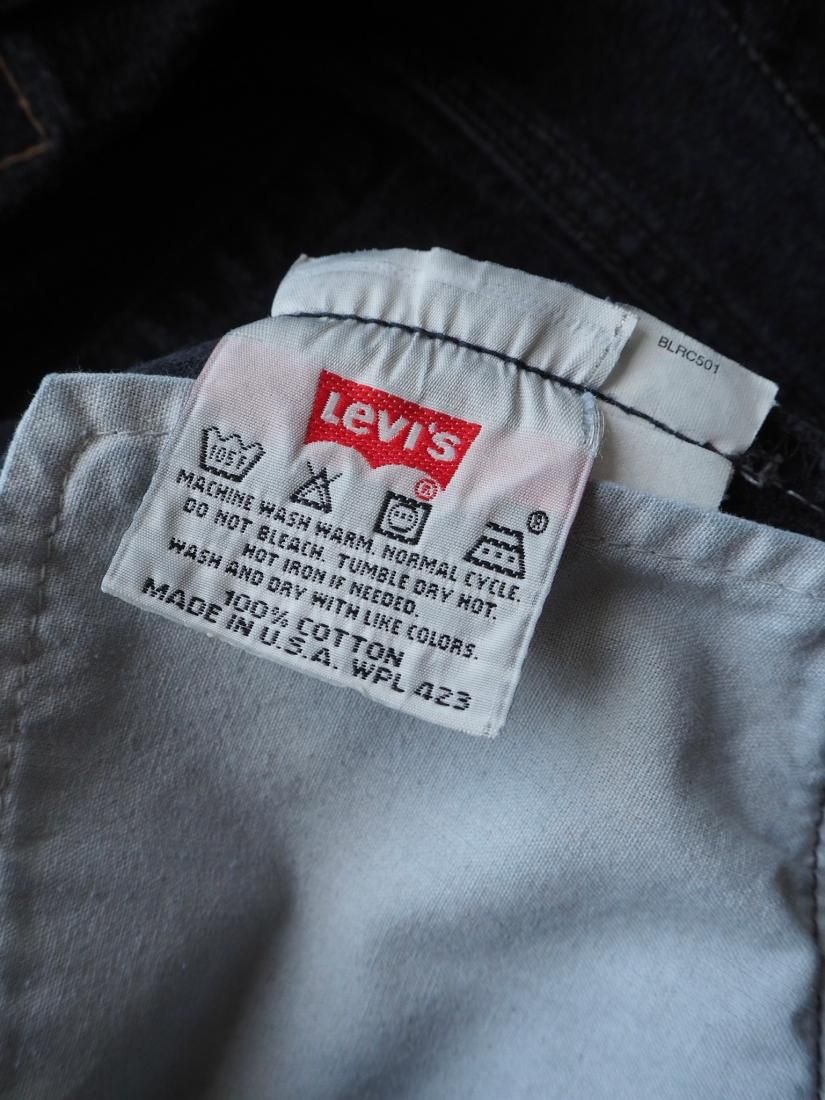 BLRC501
LEVI'S
®
105F
®
MACHINE WASH WARM. NORMAL CYCLE.
DO NOT BLEACH. TUMBLE DRY HOT.
HOT IRON IF NEEDED.
WASH AND DRY WITH LIKE COLORS.
100% COTTON
MADE IN U.S.A. WPL 423